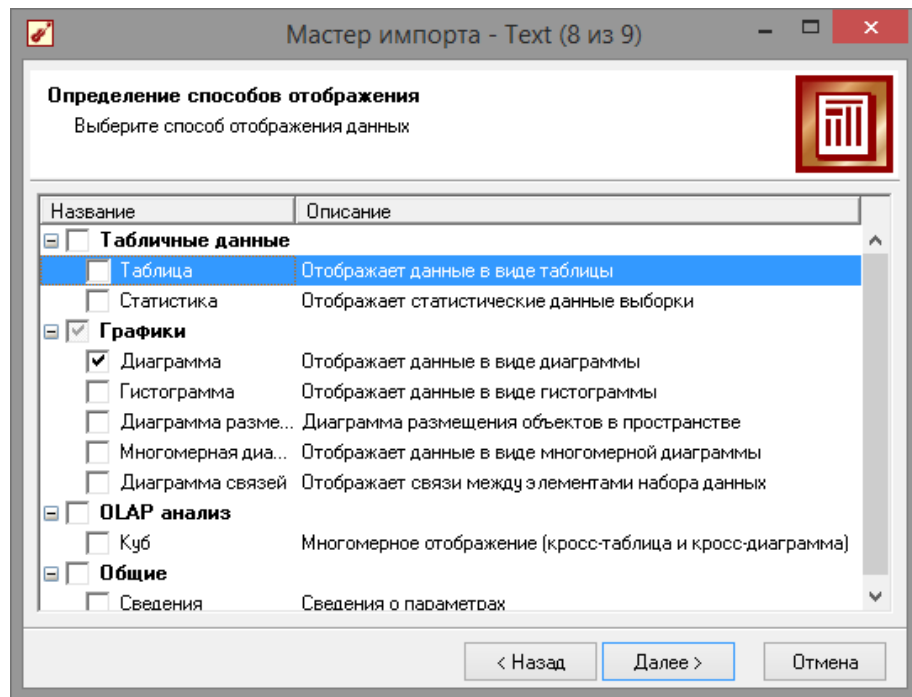 Мастер импорта - Text (8 из 9)
Определение способов отображения
Выберите способ отображения данных
Название Описание
Табличные данные
Таблица Отображает данные в виде таблицы
Статистика Отображает статистические данные выборки
Графики
Диаграмма Отображает данные в виде диаграммы
Гистограмма Отображает данные в виде гистограммы
Диаграмма разме... Диаграмма размещения объектов в пространстве
Многомерная диа... Отображает данные в виде многомерной диаграммы
Диаграмма связей Отображает связи между элементами набора данных
OLAP анализ
Куб Многомерное отображение (кросс-таблица и кросс-диаграмма)
Общие
Сведения Сведения о параметрах
< Назад Далее > Отмена